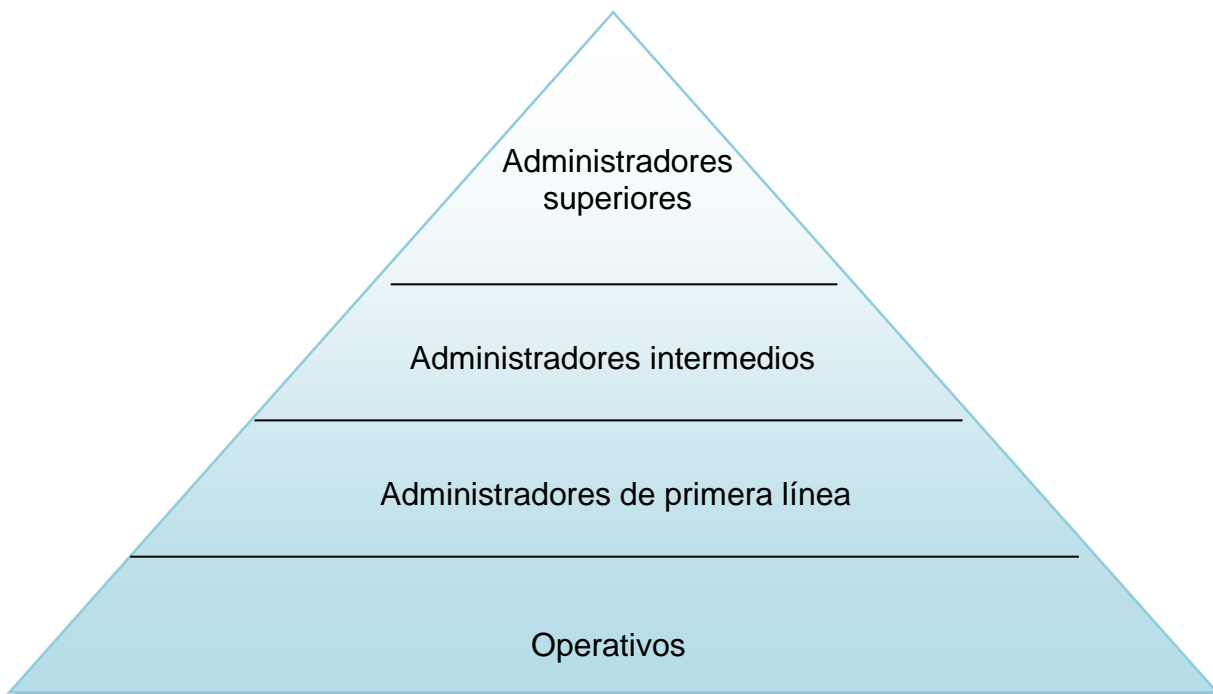 Administradores
superiores
Administradores intermedios
Administradores de primera línea
Operativos